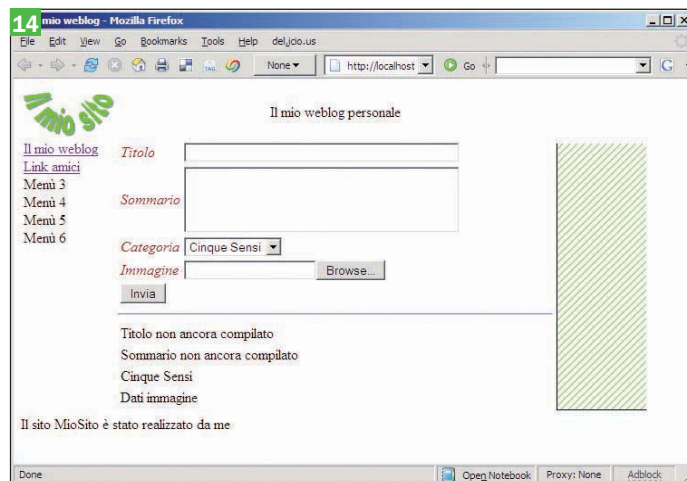 14
mio weblog - Mozilla Firefox
File Edit View Go Bookmarks Tools Help del.icio.us
TAG None http://localhost Go G
Il mio sito
Il mio weblog personale
Il mio weblog
Link amici
Menù 3
Menù 4
Menù 5
Menù 6
Titolo
Sommario
Categoria Cinque Sensi
Immagine Browse...
Invia
Titolo non ancora compilato
Sommario non ancora compilato
Cinque Sensi
Dati immagine
Il sito MioSito è stato realizzato da me
Done Open Notebook Proxy: None Adblock